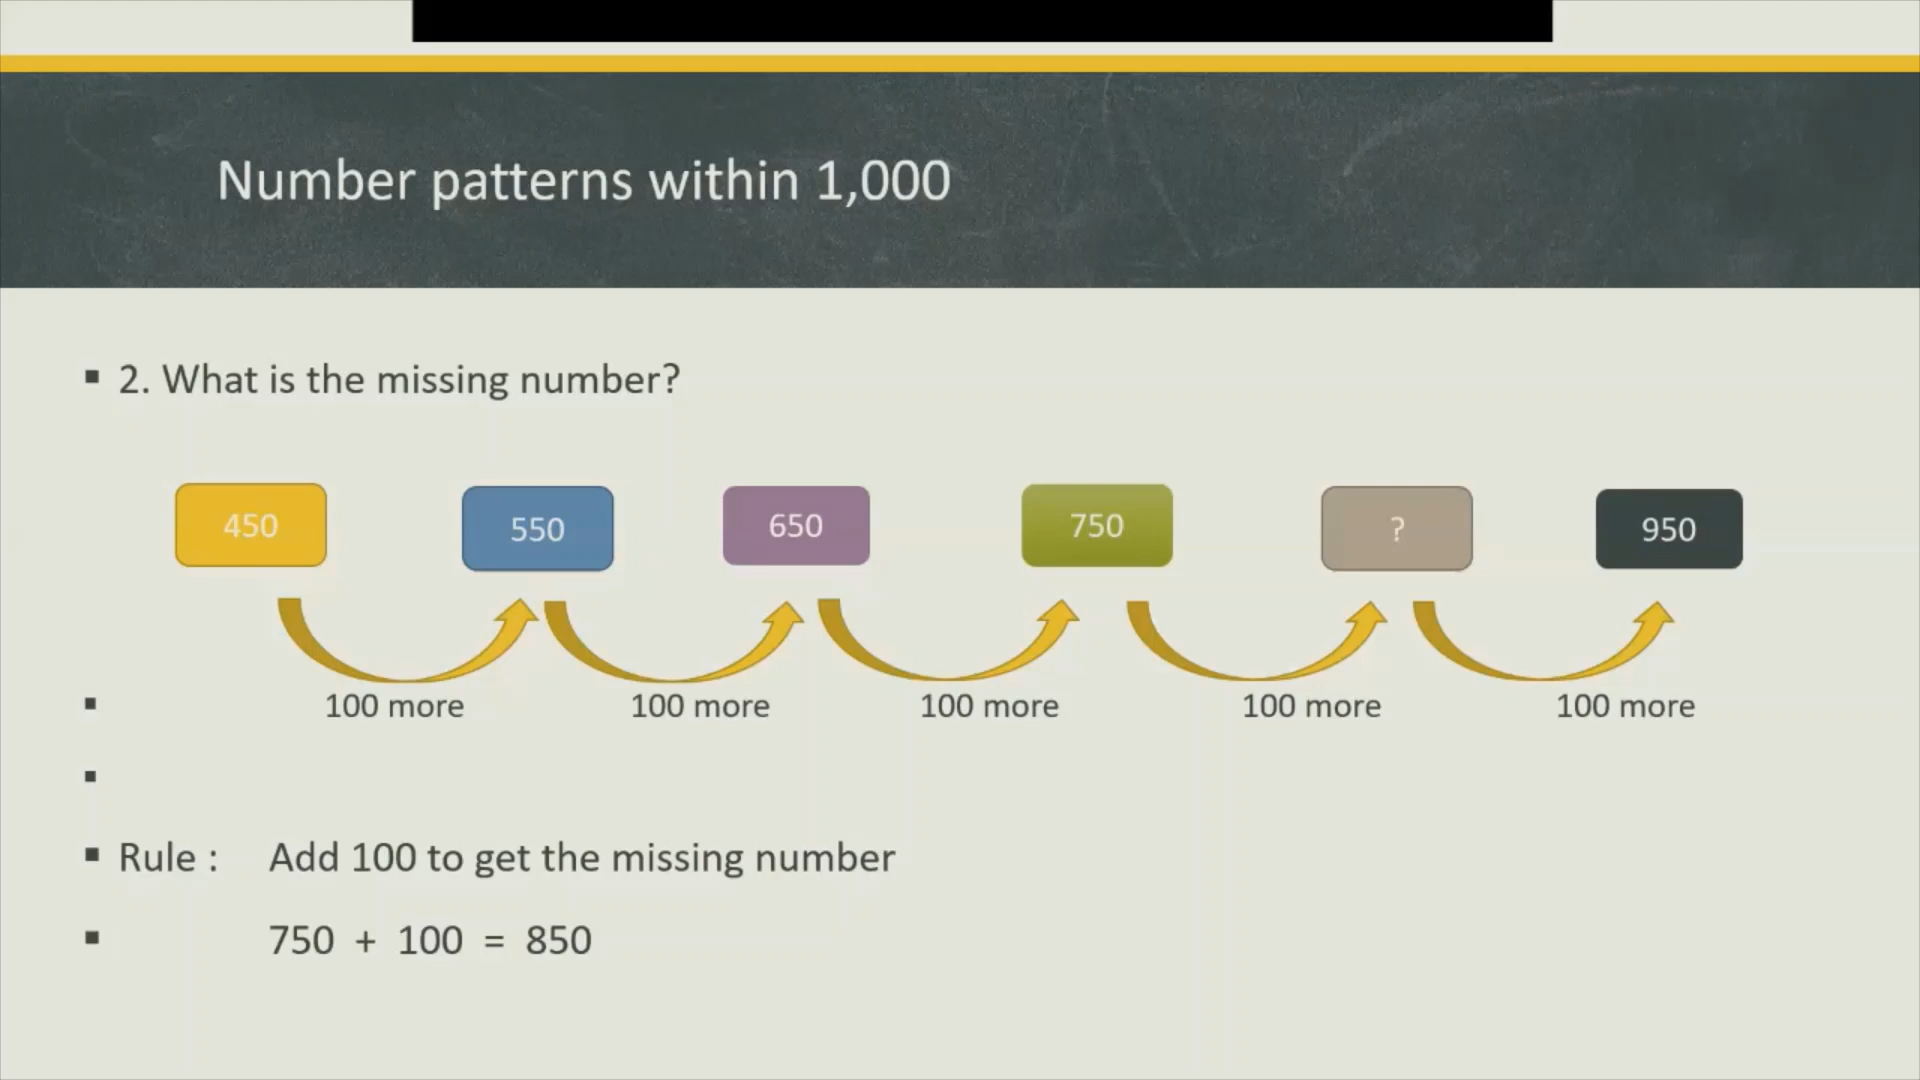 Number patterns within 1,000
2. What is the missing number?
450 550 650 750 ? 950
100 more 100 more 100 more 100 more 100 more
Rule : Add 100 to get the missing number
750 + 100 = 850